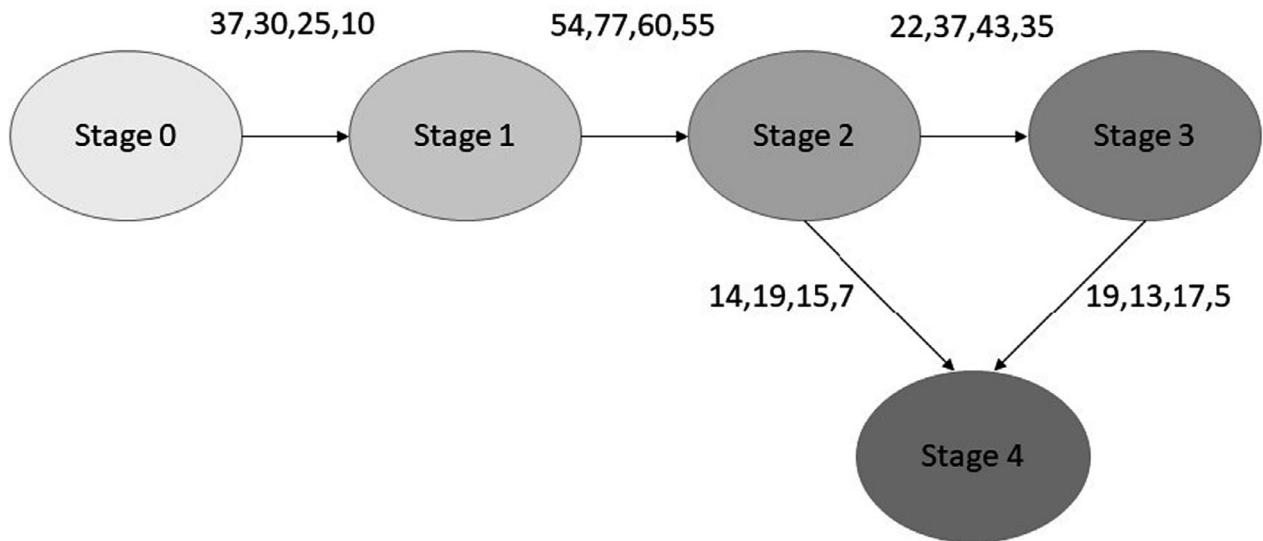 37,30,25,10
54,77,60,55
22,37,43,35
Stage 0
Stage 1
Stage 2
Stage 3
14,19,15,7
19,13,17,5
Stage 4